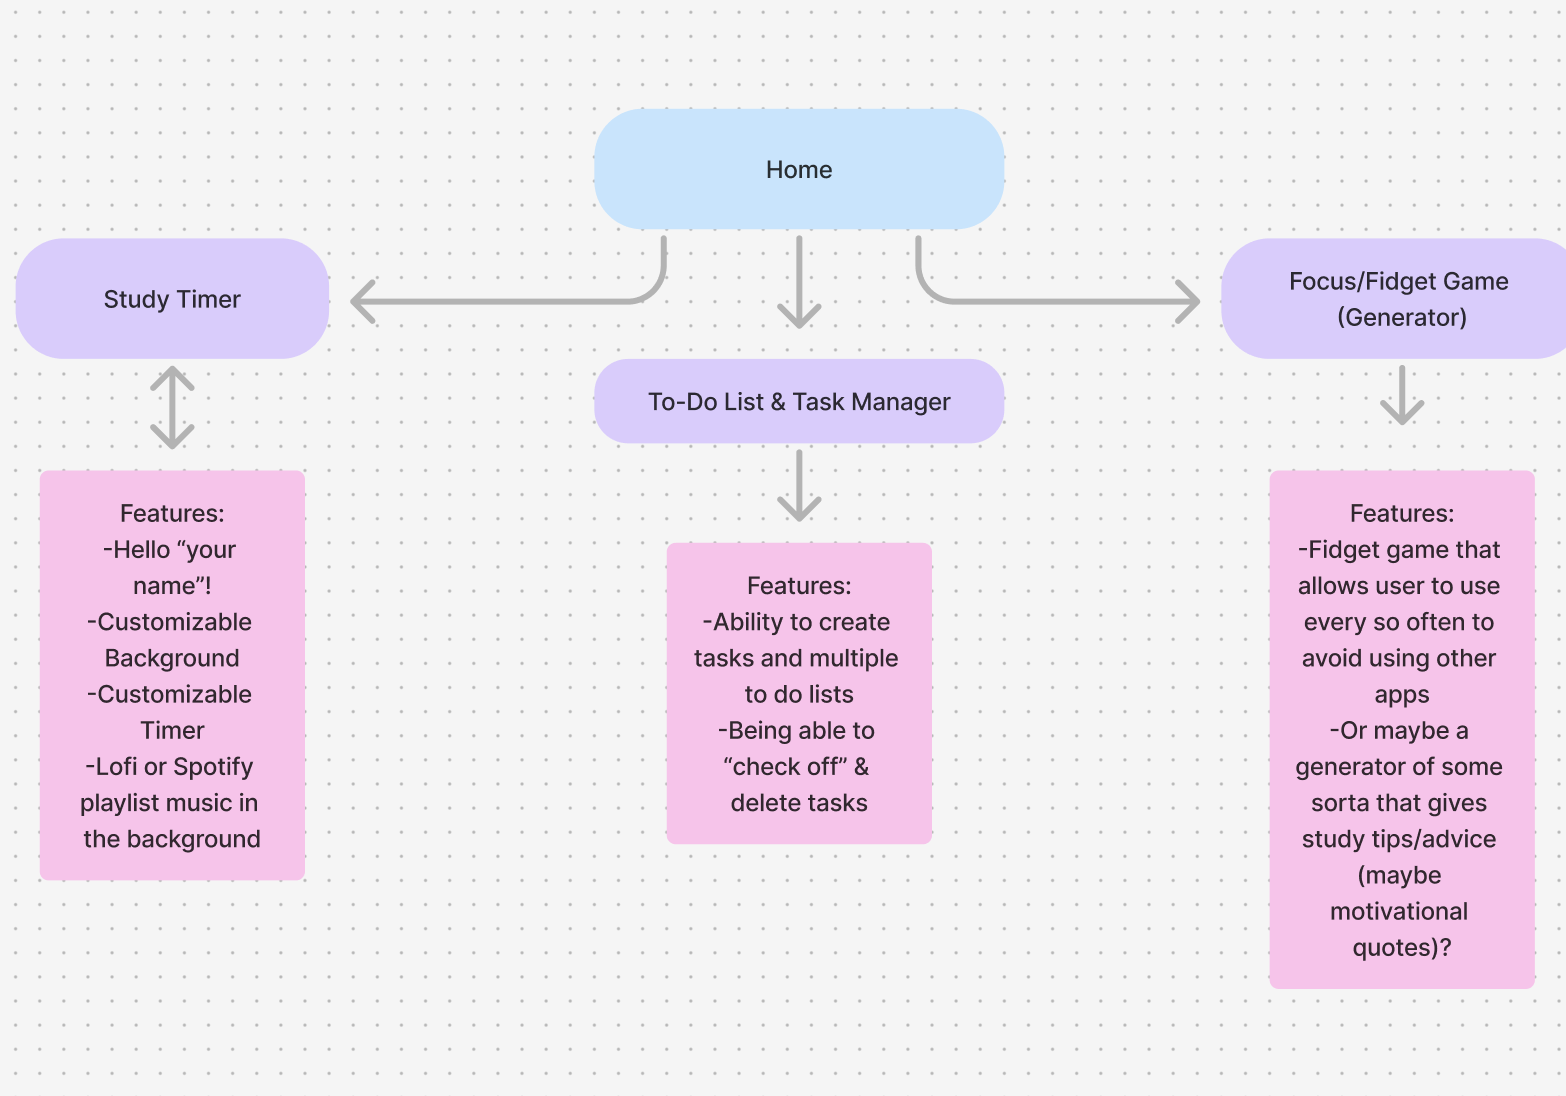 Home
Study Timer
Focus/Fidget Game
(Generator)
To-Do List & Task Manager
Features:
-Hello “your
name”!
-Customizable
Background
-Customizable
Timer
-Lofi or Spotify
playlist music in
the background
Features:
-Ability to create
tasks and multiple
to do lists
-Being able to
“check off” &
delete tasks
Features:
-Fidget game that
allows user to use
every so often to
avoid using other
apps
-Or maybe a
generator of some
sorta that gives
study tips/advice
(maybe
motivational
quotes)?